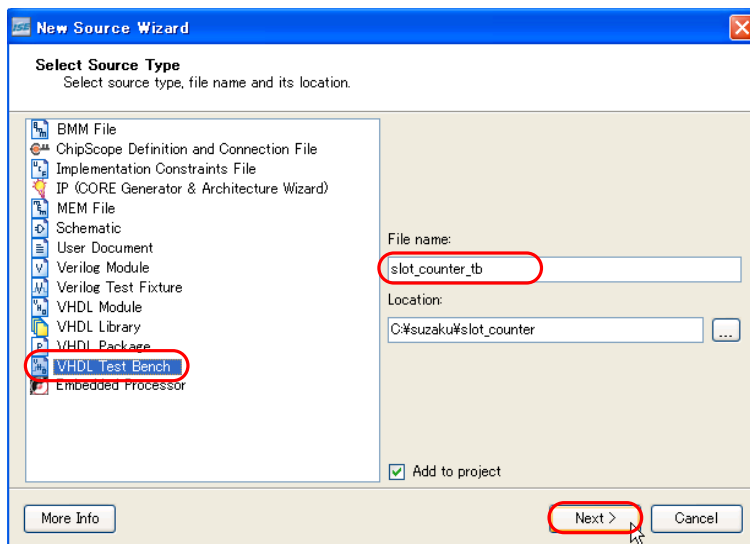 ISE New Source Wizard
Select Source Type
Select source type, file name and its location.
BMM File
ChipScope Definition and Connection File
Implementation Constraints File
IP (CORE Generator & Architecture Wizard)
MEM File
Schematic
User Document
Verilog Module
Verilog Test Fixture
VHDL Module
VHDL Library
VHDL Package
VHDL Test Bench
Embedded Processor
File name:
slot_counter_tb
Location:
C:¥suzaku¥slot_counter
...
Add to project
More Info
Next >
Cancel